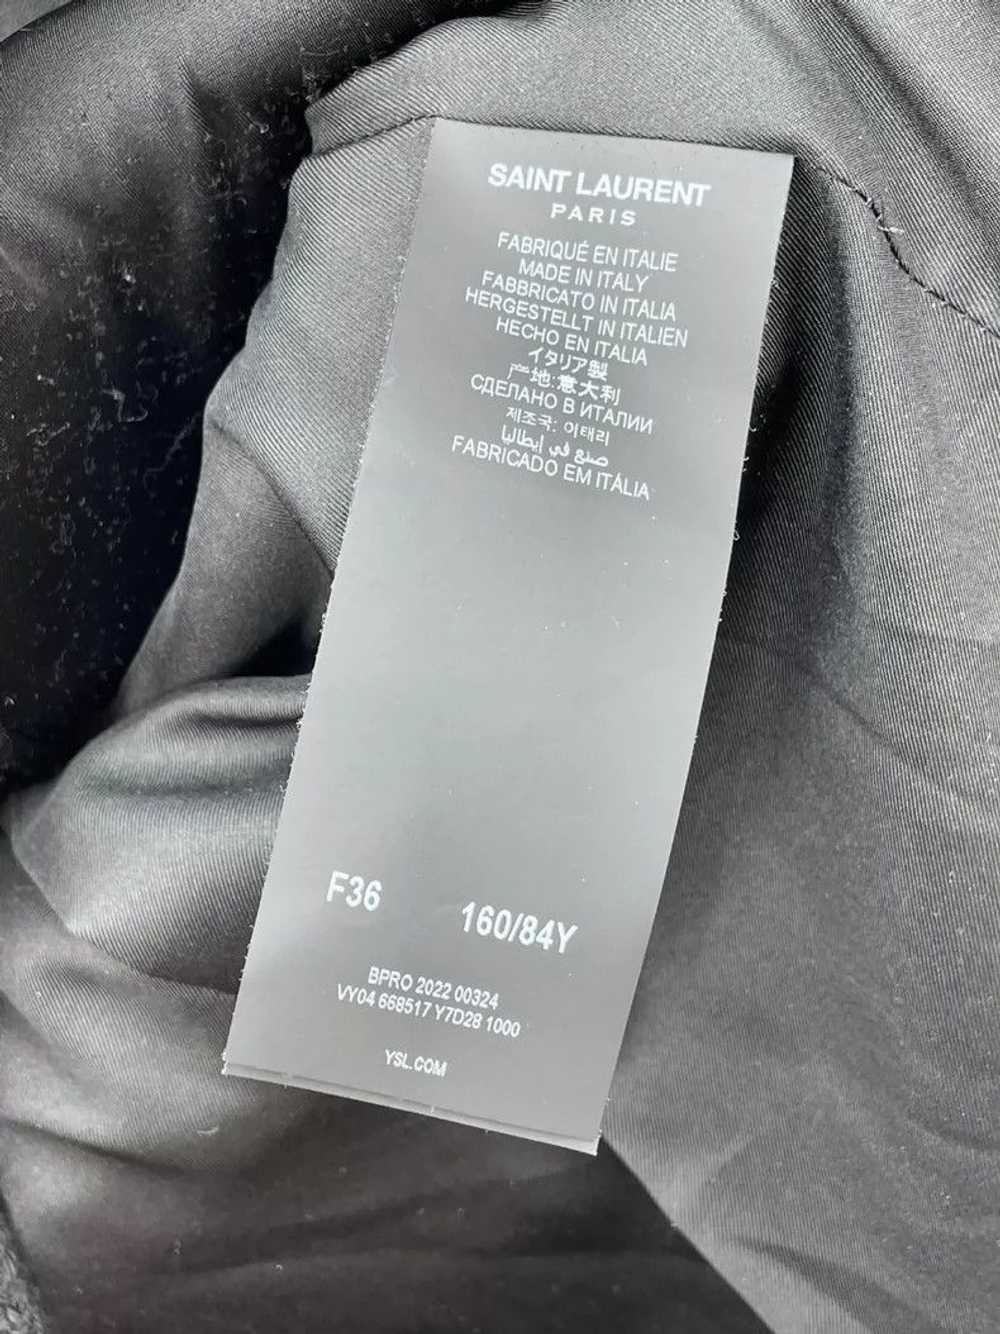 SAINT LAURENT
PARIS
FABRIQUÉ EN ITALIE
MADE IN ITALY
FABBRICATO IN ITALIA
HERGESTELLT IN ITALIEN
HECHO EN ITALIA
イタリア製
产地:意大利
СДЕЛАНО В ИТАЛИИ
제조국: 이태리
صنع في إيطاليا
FABRICADO EM ITÁLIA
F36 160/84Y
BPRO 2022 00324
VY04 668517 Y7D28 1000
YSL.COM